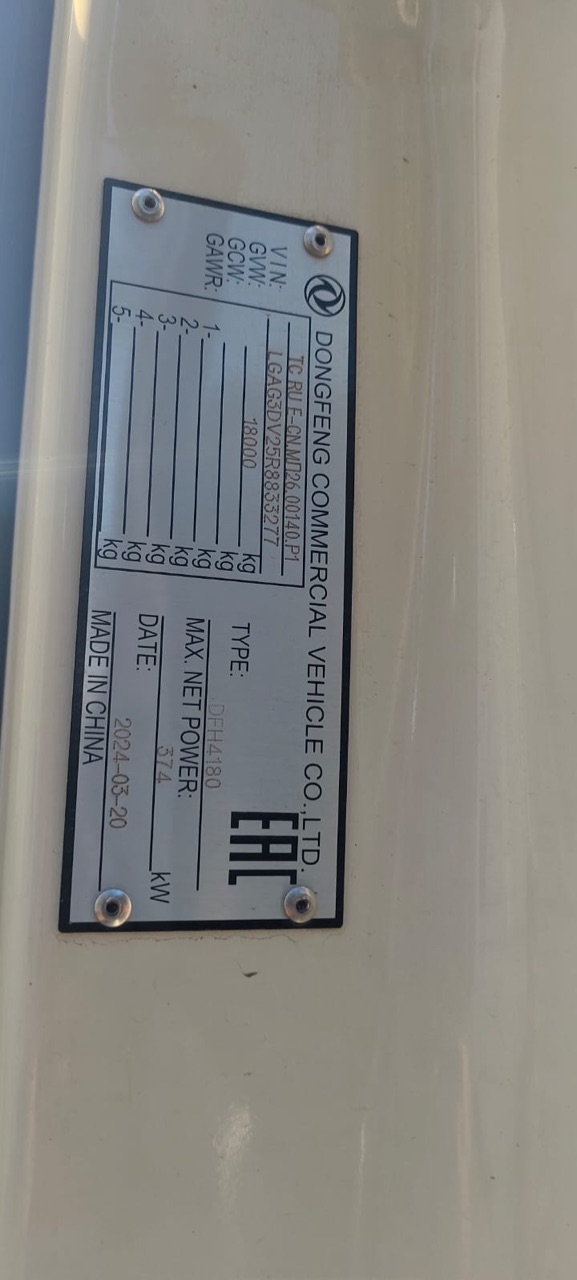 DONGFENG COMMERCIAL VEHICLE CO.,LTD.
TC RU E-CN.МП26.00140.P1
VIN: LGAG3DV25R8833277
GVW: 18000 kg
GCW: kg
GAWR: 1- kg
2- kg
3- kg
4- kg
5- kg
EAC
TYPE: DFH4180
MAX. NET POWER:
374 kW
DATE: 2024-03-20
MADE IN CHINA